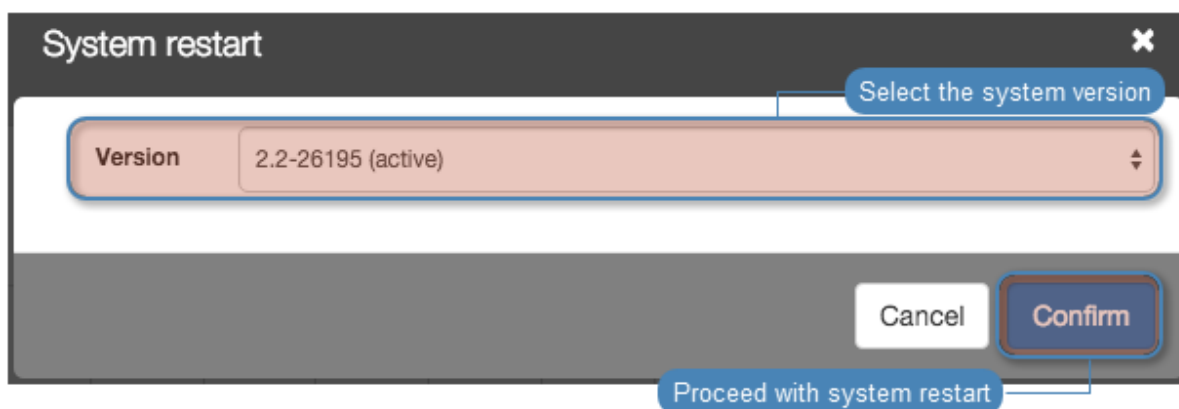 System restart
Select the system version
Version 2.2-26195 (active)
Cancel Confirm
Proceed with system restart